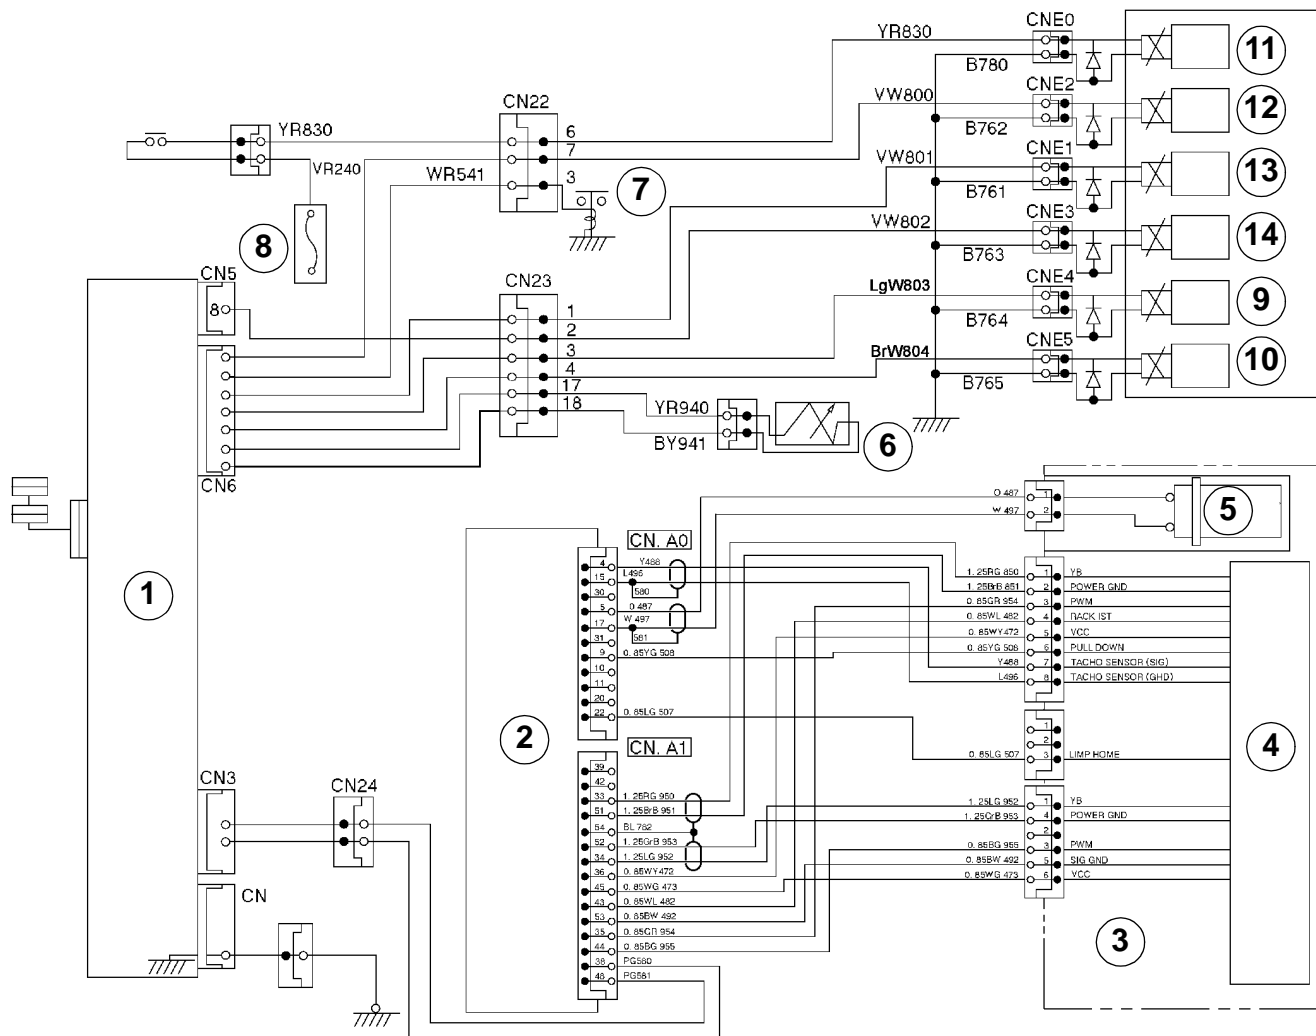 CNE0
YR830
B780
11
CNE2
VW800
B762
12
CN22
6
7
3
YR830
VR240
WR541
7
8
CNE1
VW801
B761
13
CNE3
VW802
B763
14
CNE4
LgW803
B764
9
CNE5
BrW804
B765
10
CN5
8
CN23
1
2
3
4
17
18
YR940
BY941
6
CN6
1
O 487
1
W 497
2
5
CN. A0
4
Y488
15
L496
30
580
5
O 487
17
W 497
31
581
9
0. 85YG 508
10
11
20
22
0. 85LG 507
2
1. 25RG 850
1
YB
1. 25BrB 851
2
POWER GND
0. 85GR 954
3
PWM
0. 85WL 482
4
RACK IST
0. 85WY472
5
VCC
0. 85YG 508
6
PULL DOWN
Y488
7
TACHO SENSOR (SIG)
L496
8
TACHO SENSOR (GHD)
1
2
0. 85LG 507
3
LIMP HOME
4
1. 25LG 952
1
YB
1. 25GrB 953
4
POWER GND
2
0. 85BG 955
3
PWM
0. 85BW 492
5
SIG GND
0. 85WG 473
6
VCC
3
CN. A1
39
42
33
1. 25RG 950
51
1. 25BrB 951
54
BL 782
52
1. 25GrB 953
34
1. 25LG 952
36
0. 85WY472
45
0. 85WG 473
43
0. 85WL 482
53
0. 85BW 492
35
0. 85GR 954
44
0. 85BG 955
38
PG580
48
PG581
CN3
CN24
CN